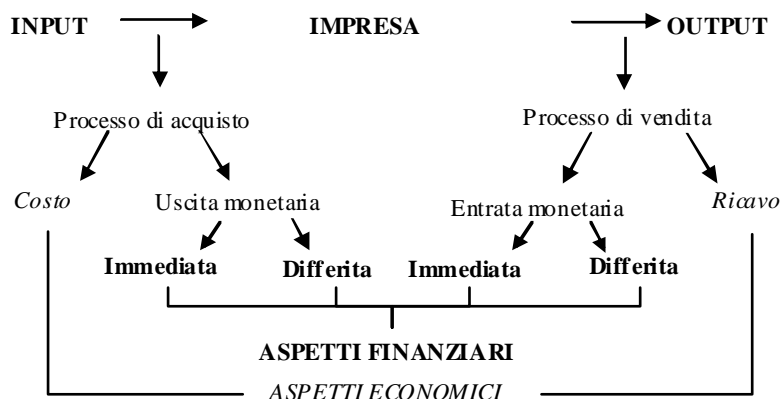 INPUT IMPRESA OUTPUT
Processo di acquisto Processo di vendita
Costo Uscita monetaria Entrata monetaria Ricavo
Immediata Differita Immediata Differita
ASPETTI FINANZIARI
ASPETTI ECONOMICI